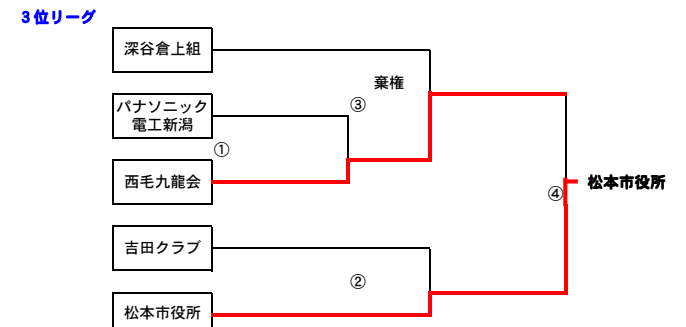 3位リーグ
深谷倉上組
棄権
パナソニック
電工新潟
③
①
西毛九龍会
④
松本市役所
吉田クラブ
②
松本市役所